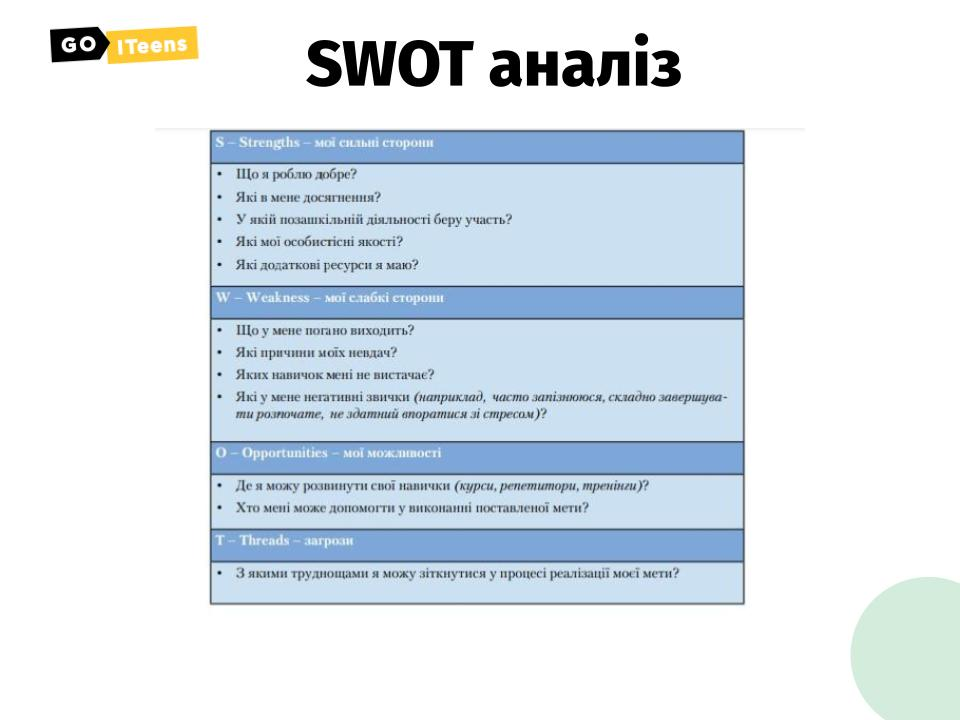 GO ITeens
SWOT аналіз
S – Strengths – мої сильні сторони
• Що я роблю добре?
• Які в мене досягнення?
• У якій позашкільній діяльності беру участь?
• Які мої особистісні якості?
• Які додаткові ресурси я маю?
W – Weakness – мої слабкі сторони
• Що у мене погано виходить?
• Які причини моїх невдач?
• Яких навичок мені не вистачає?
• Які у мене негативні звички (наприклад, часто запізнююся, складно завершува-
ти розпочате, не здатний впоратися зі стресом)?
O – Opportunities – мої можливості
• Де я можу розвинути свої навички (курси, репетитори, тренінги)?
• Хто мені може допомогти у виконанні поставленої мети?
T – Threads – загрози
• З якими труднощами я можу зіткнутися у процесі реалізації моєї мети?